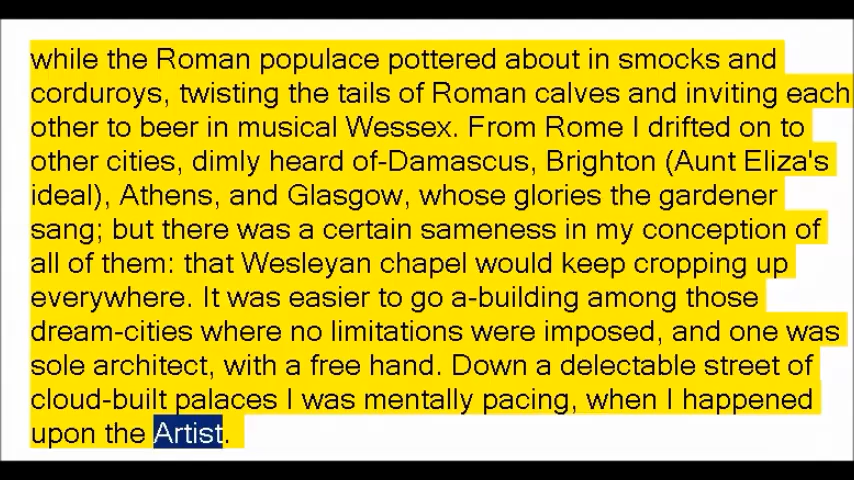 while the Roman populace pottered about in smocks and
corduroys, twisting the tails of Roman calves and inviting each
other to beer in musical Wessex. From Rome I drifted on to
other cities, dimly heard of-Damascus, Brighton (Aunt Eliza's
ideal), Athens, and Glasgow, whose glories the gardener
sang; but there was a certain sameness in my conception of
all of them: that Wesleyan chapel would keep cropping up
everywhere. It was easier to go a-building among those
dream-cities where no limitations were imposed, and one was
sole architect, with a free hand. Down a delectable street of
cloud-built palaces I was mentally pacing, when I happened
upon the Artist.